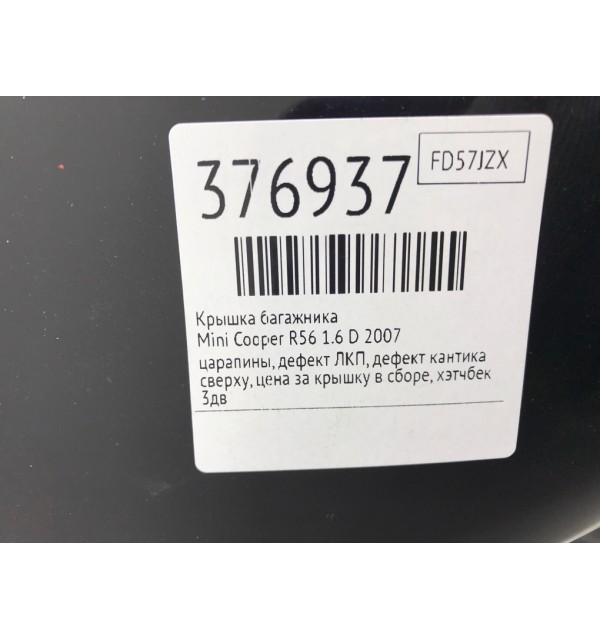 376937
FD57JZX
Крышка багажника
Mini Cooper R56 1.6 D 2007
царапины, дефект ЛКП, дефект кантика
сверху, цена за крышку в сборе, хэтчбек
3дв